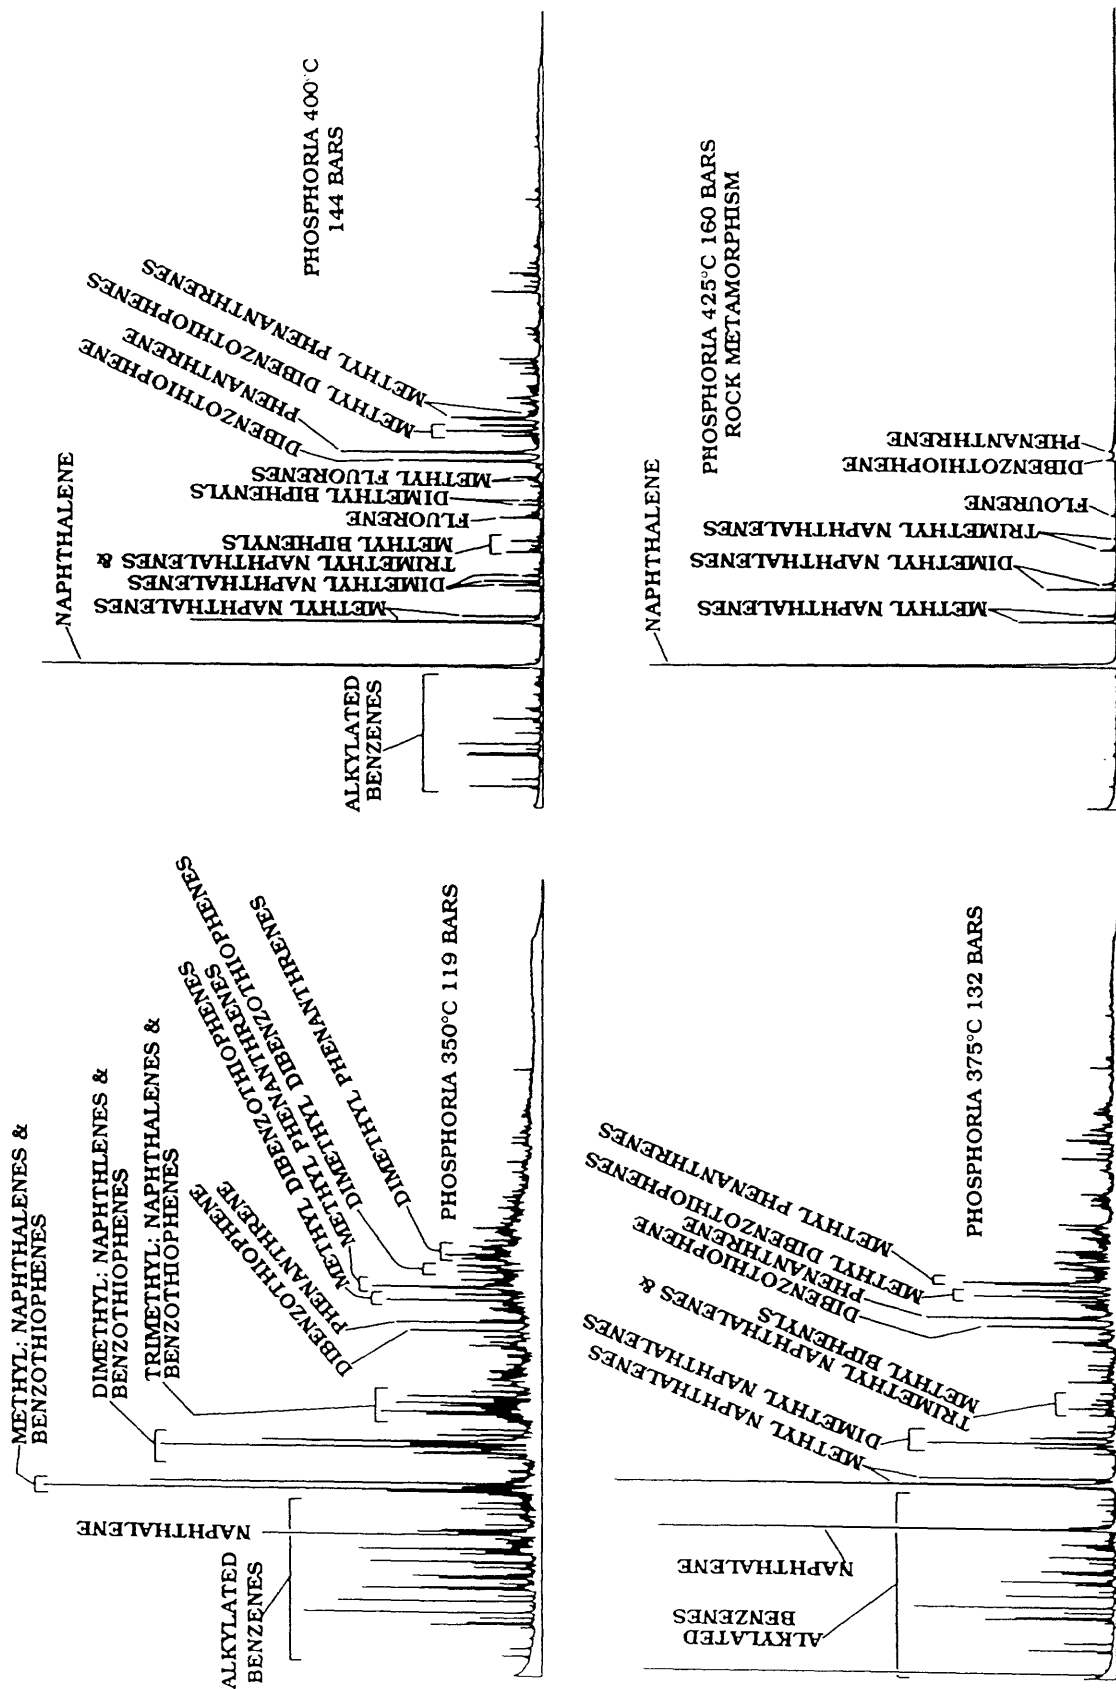 METHYL: NAPHTHALENES &
BENZOTHIOPHENES
DIMETHYL: NAPHTHLENES &
BENZOTHIOPHENES
TRIMETHYL: NAPHTHALENES &
BENZOTHIOPHENES
ALKYLATED
BENZENES
NAPHTHALENE
DIBENZOTHIOPHENE
PHENANTHRENE
METHYL DIBENZOTHIOPHENES
METHYL PHENANTHRENES
DIMETHYL DIBENZOTHIOPHENES
DIMETHYL PHENANTHRENES
PHOSPHORIA 350°C 119 BARS
NAPHTHALENE
ALKYLATED
BENZENES
METHYL NAPHTHALENES
DIMETHYL NAPHTHALENES
TRIMETHYL NAPHTHALENES &
METHYL BIPHENYLS
FLUORENE
DIMETHYL BIPHENYLS
METHYL FLUORENES
DIBENZOTHIOPHENE
PHENANTHRENE
METHYL DIBENZOTHIOPHENES
METHYL PHENANTHRENES
PHOSPHORIA 400°C
144 BARS
ALKYLATED
BENZENES
NAPHTHALENE
METHYL NAPHTHALENES
DIMETHYL NAPHTHALENES
TRIMETHYL NAPHTHALENES &
METHYL BIPHENYLS
DIBENZOTHIOPHENE
PHENANTHRENE
METHYL DIBENZOTHIOPHENES
METHYL PHENANTHRENES
PHOSPHORIA 375°C 132 BARS
NAPHTHALENE
METHYL NAPHTHALENES
DIMETHYL NAPHTHALENES
TRIMETHYL NAPHTHALENES
FLOURENE
DIBENZOTHIOPHENE
PHENANTHRENE
PHOSPHORIA 425°C 160 BARS
ROCK METAMORPHISM